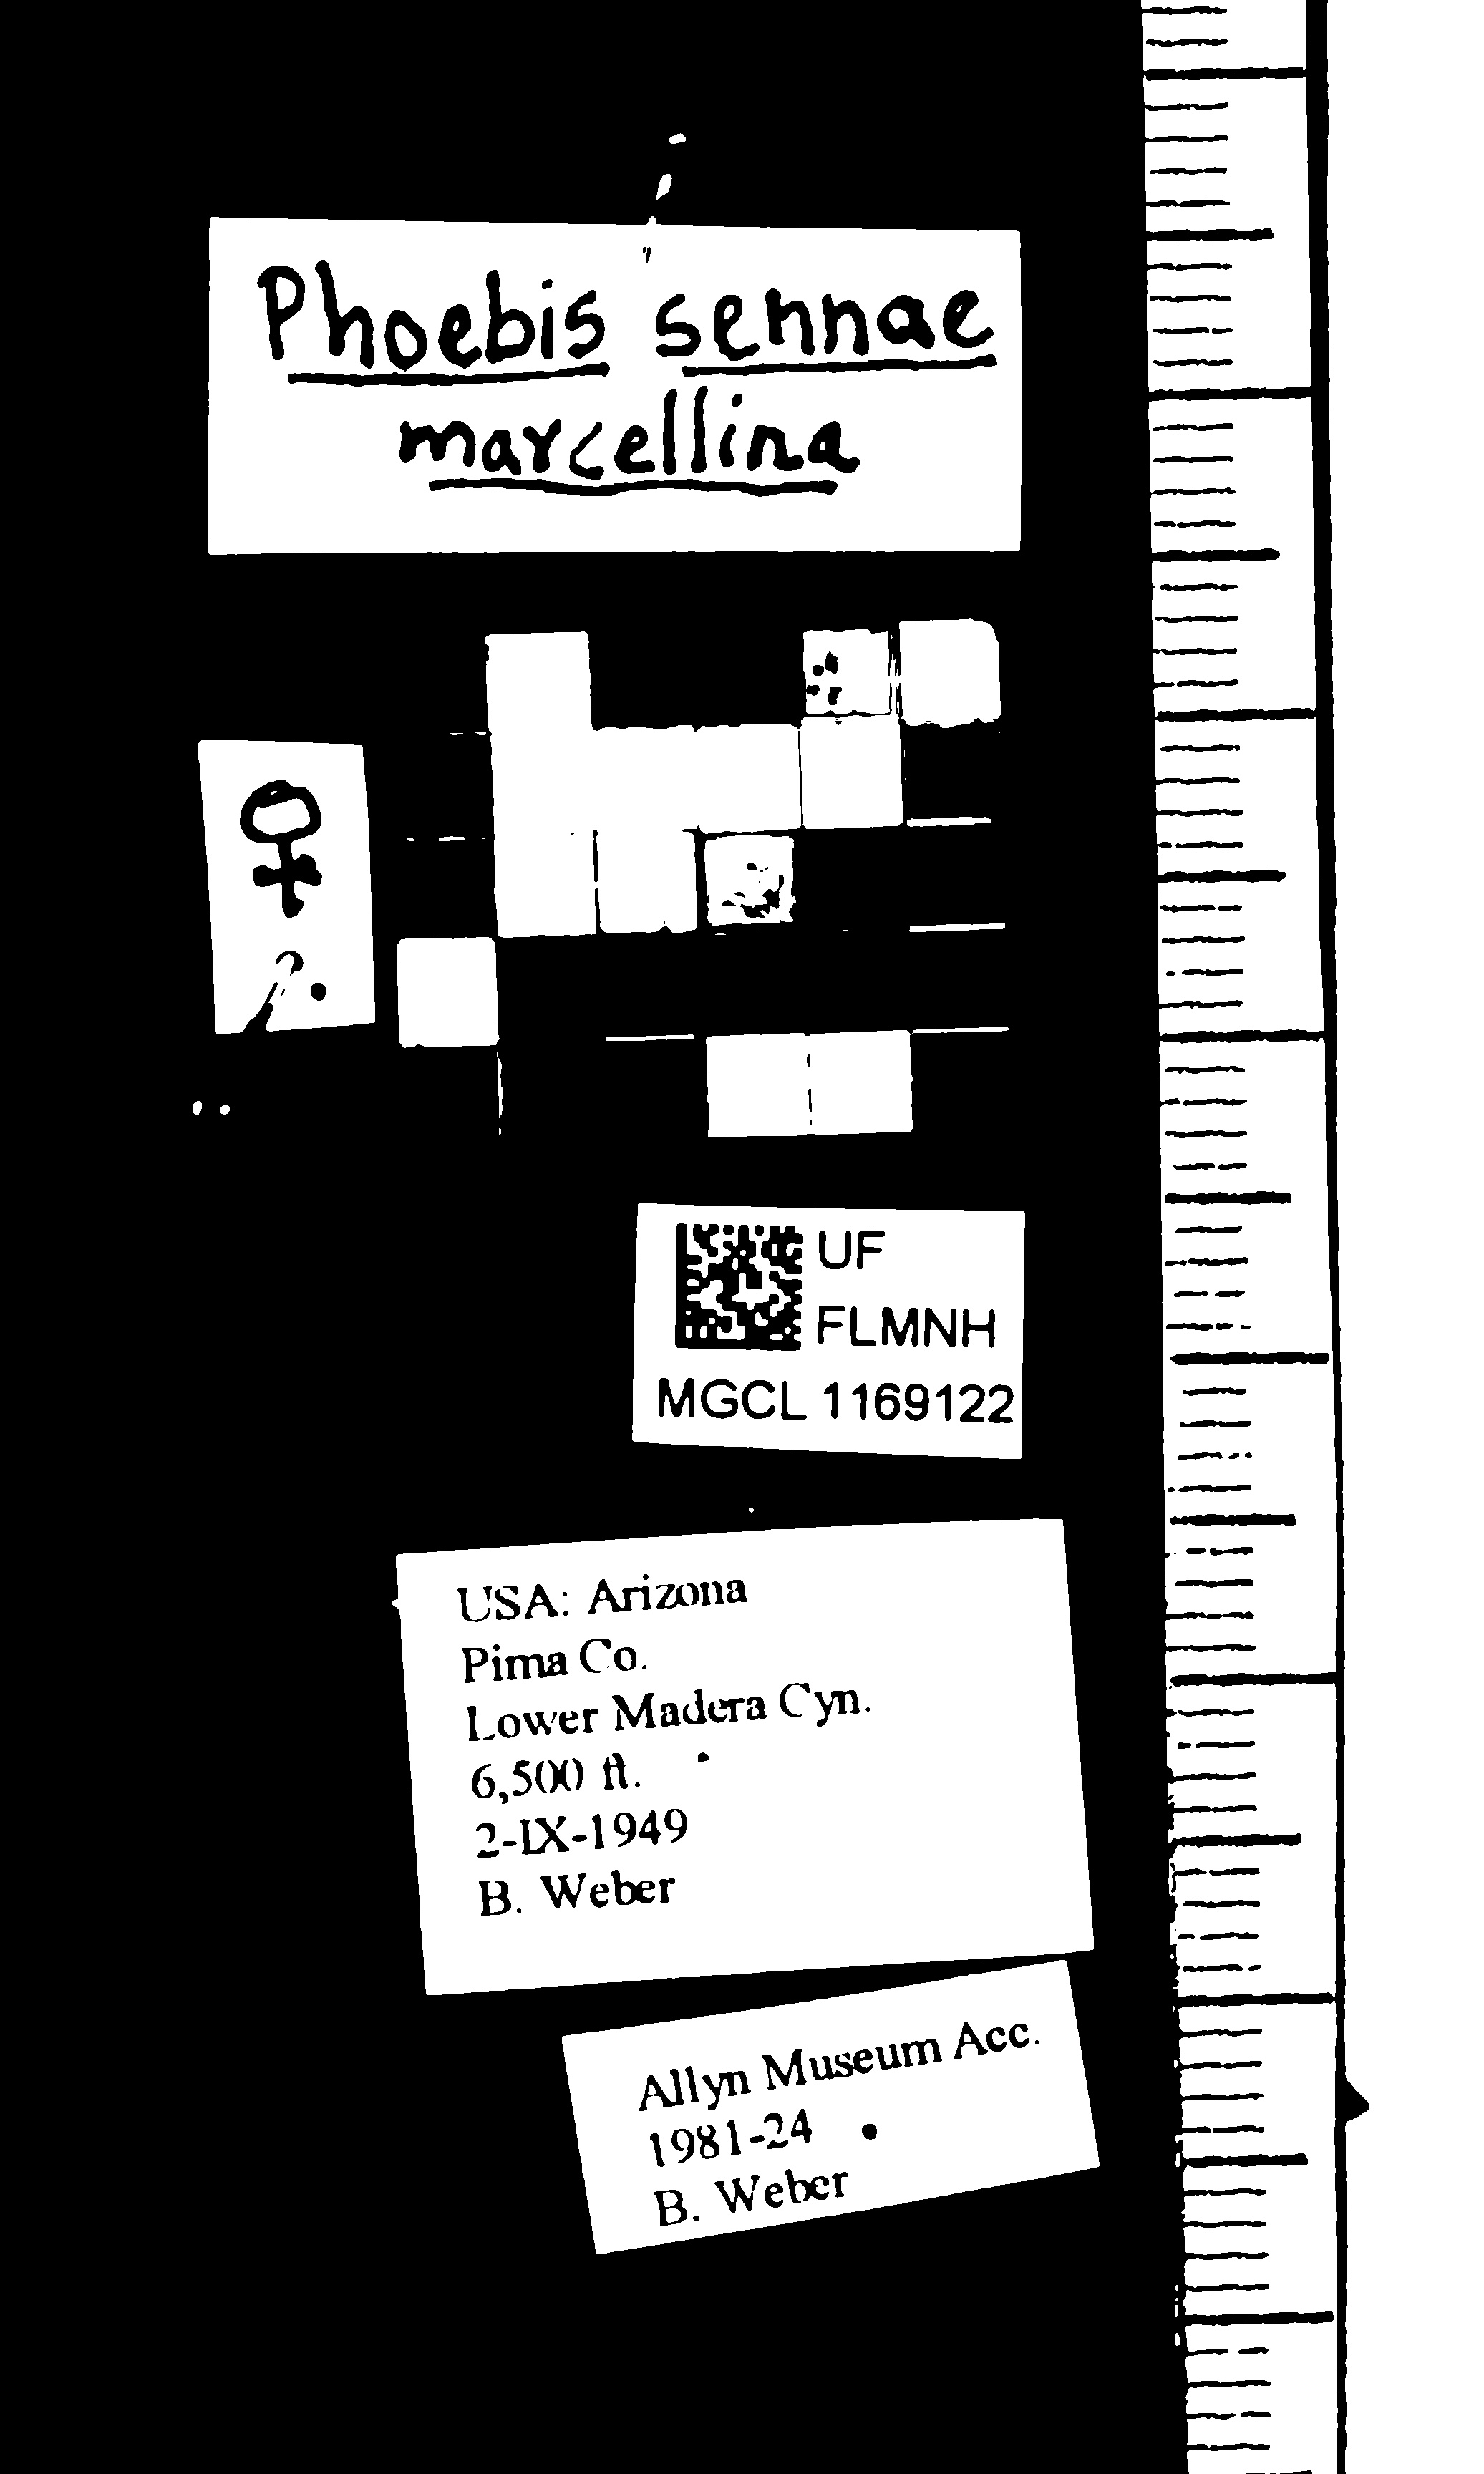 Phoebis sennae
marcellina
♀
?.
UF
FLMNH
MGCL 1169122
USA: Arizona
Pima Co.
Lower Madera Cyn.
6,500 ft.
2-IX-1949
B. Weber
Allyn Museum Acc.
1981-24
B. Weber